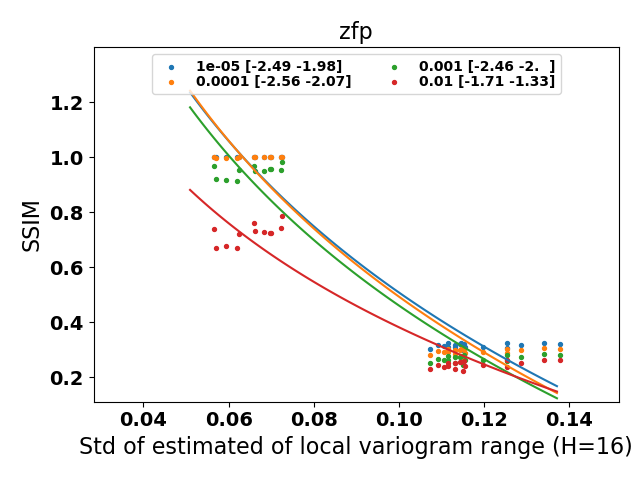 zfp
1e-05 [-2.49 -1.98]
0.0001 [-2.56 -2.07]
0.001 [-2.46 -2.  ]
0.01 [-1.71 -1.33]
SSIM
1.2
1.0
0.8
0.6
0.4
0.2
0.04 0.06 0.08 0.10 0.12 0.14
Std of estimated of local variogram range (H=16)